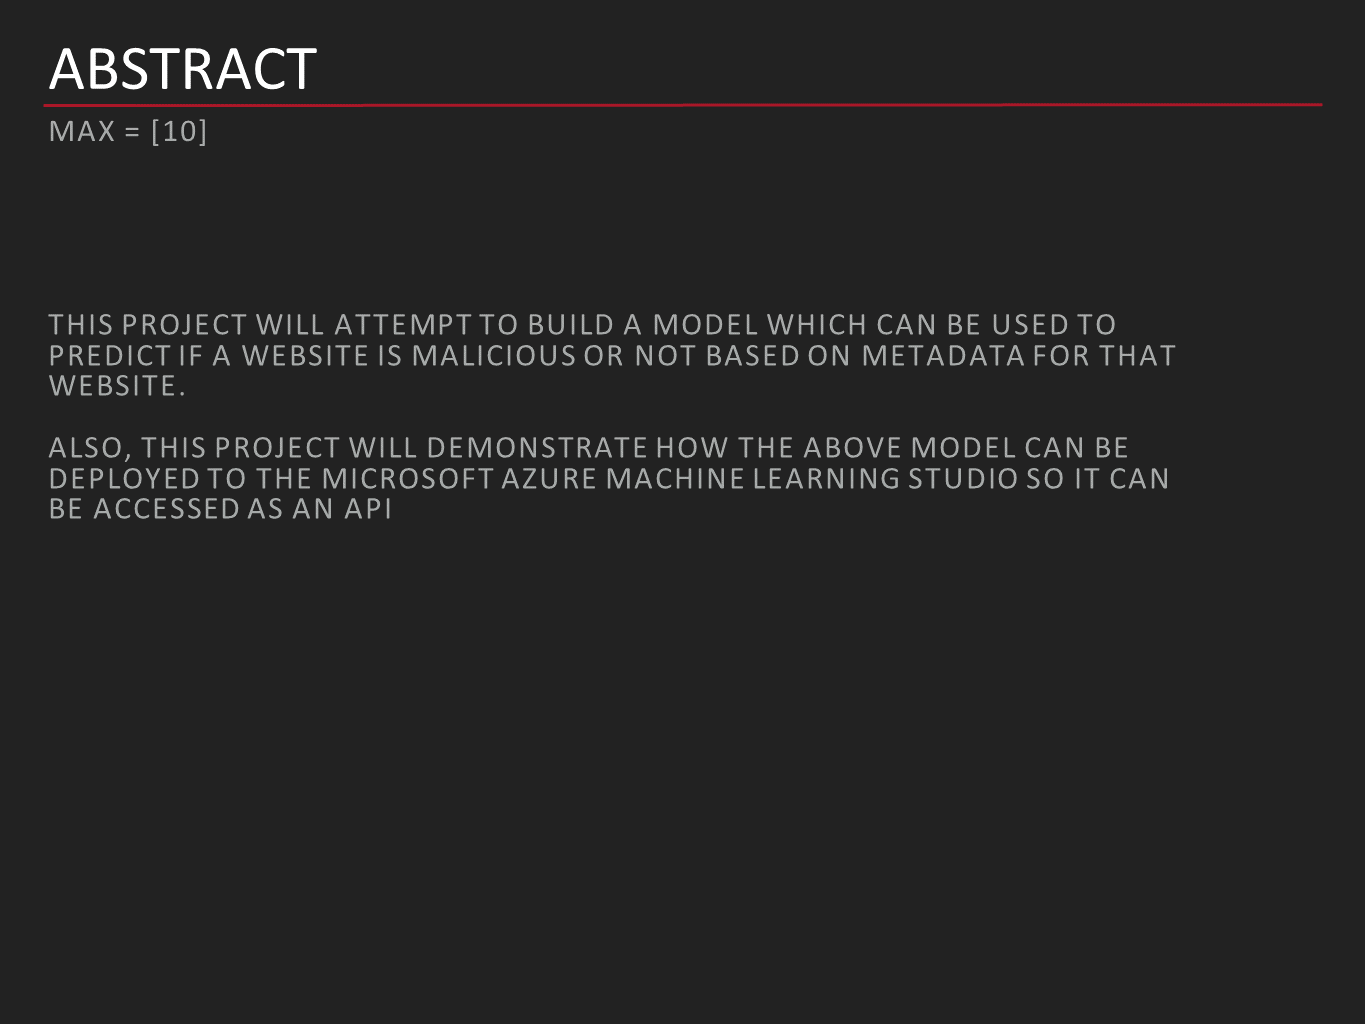 ABSTRACT
MAX = [10]
THIS PROJECT WILL ATTEMPT TO BUILD A MODEL WHICH CAN BE USED TO
PREDICT IF A WEBSITE IS MALICIOUS OR NOT BASED ON METADATA FOR THAT
WEBSITE.
ALSO, THIS PROJECT WILL DEMONSTRATE HOW THE ABOVE MODEL CAN BE
DEPLOYED TO THE MICROSOFT AZURE MACHINE LEARNING STUDIO SO IT CAN
BE ACCESSED AS AN API